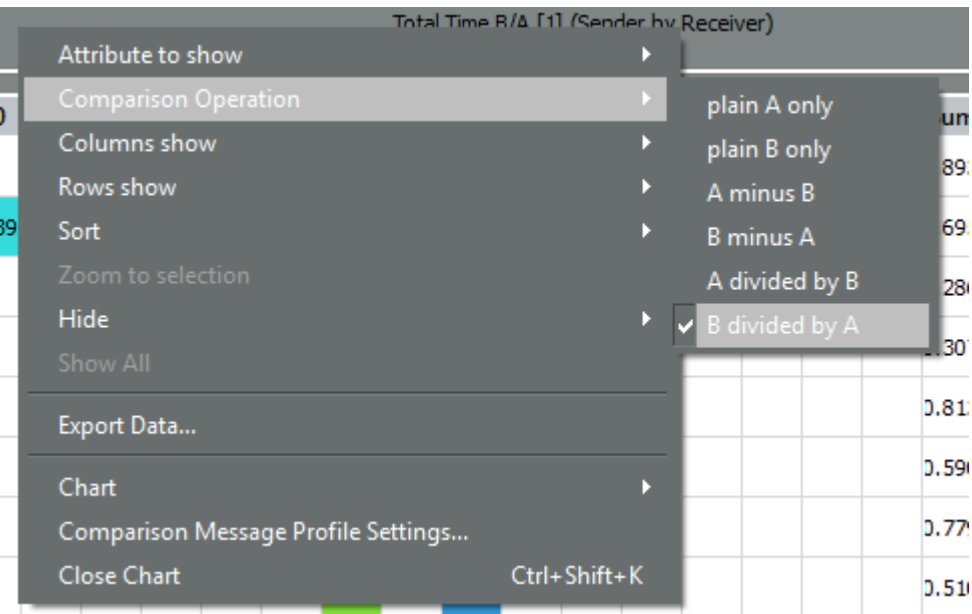 Total Time B/A [1] (Sender by Receiver)
Attribute to show
Comparison Operation
Columns show
Rows show
Sort
Zoom to selection
Hide
Show All
Export Data...
Chart
Comparison Message Profile Settings...
Close Chart Ctrl+Shift+K
plain A only
plain B only
A minus B
B minus A
A divided by B
B divided by A